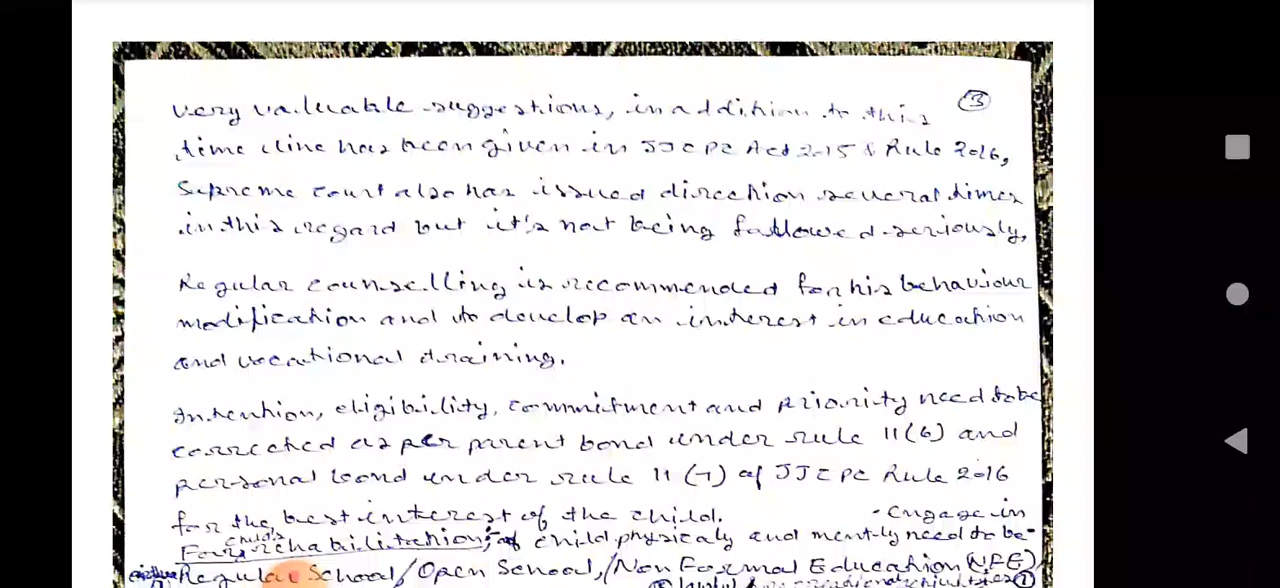 ③
very valuable suggestions, in addition to this
time line has been given in JJCPC Act 2015 & Rule 2016,
Supreme court also has issued direction several times
in this regard but it's not being followed seriously,
Regular counselling is recommended for his behaviour
modification and to develop an interest in education
and vocational training.
Intention, eligibility, commitment and priority need to be
corrected as per parent bond under rule 11(6) and
personal bond under rule 11(7) of JJCPC Rule 2016
for the best interest of the child.
- engage in
For child's rehabilitation, of child physicaly and mently need to be-
Regular School/Open School,/Non Formal Education (NFE)